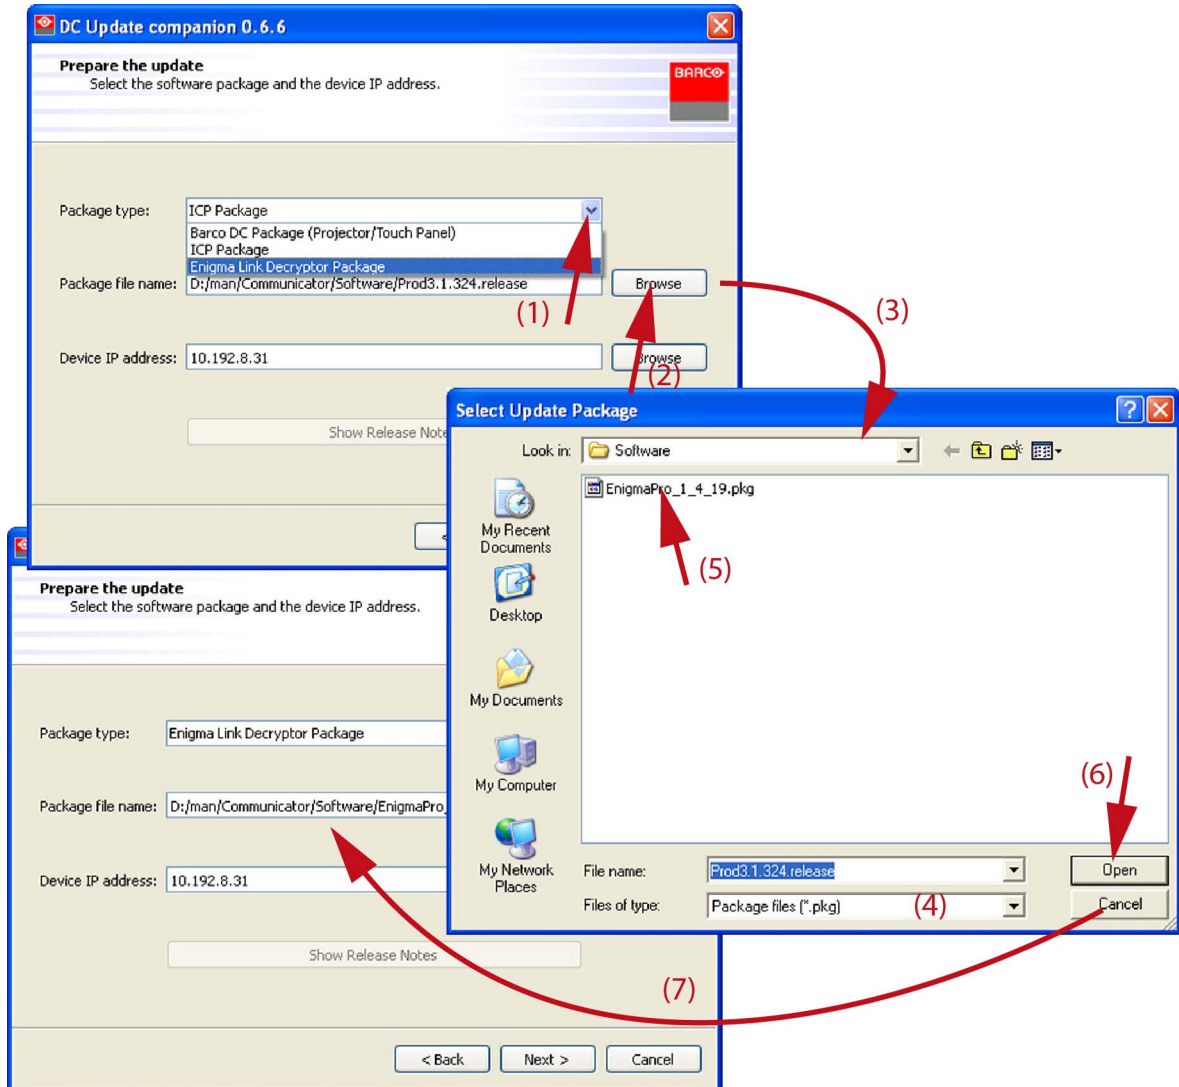 DC Update companion 0.6.6
Prepare the update
Select the software package and the device IP address.
BARCO
Package type:
ICP Package
Barco DC Package (Projector/Touch Panel)
ICP Package
Enigma Link Decryptor Package
Package file name:
D:/man/Communicator/Software/Prod3.1.324.release
Browse
(1)
(2)
(3)
Device IP address:
10.192.8.31
Browse
Show Release Note
<
Select Update Package
Look in:
Software
EnigmaPro_1_4_19.pkg
(5)
My Recent
Documents
Desktop
My Documents
My Computer
My Network
Places
(6)
File name:
Prod3.1.324.release
Open
Files of type:
Package files (*.pkg)
(4)
Cancel
Prepare the update
Select the software package and the device IP address.
Package type:
Enigma Link Decryptor Package
Package file name:
D:/man/Communicator/Software/EnigmaPro_
Device IP address:
10.192.8.31
Show Release Notes
(7)
< Back
Next >
Cancel